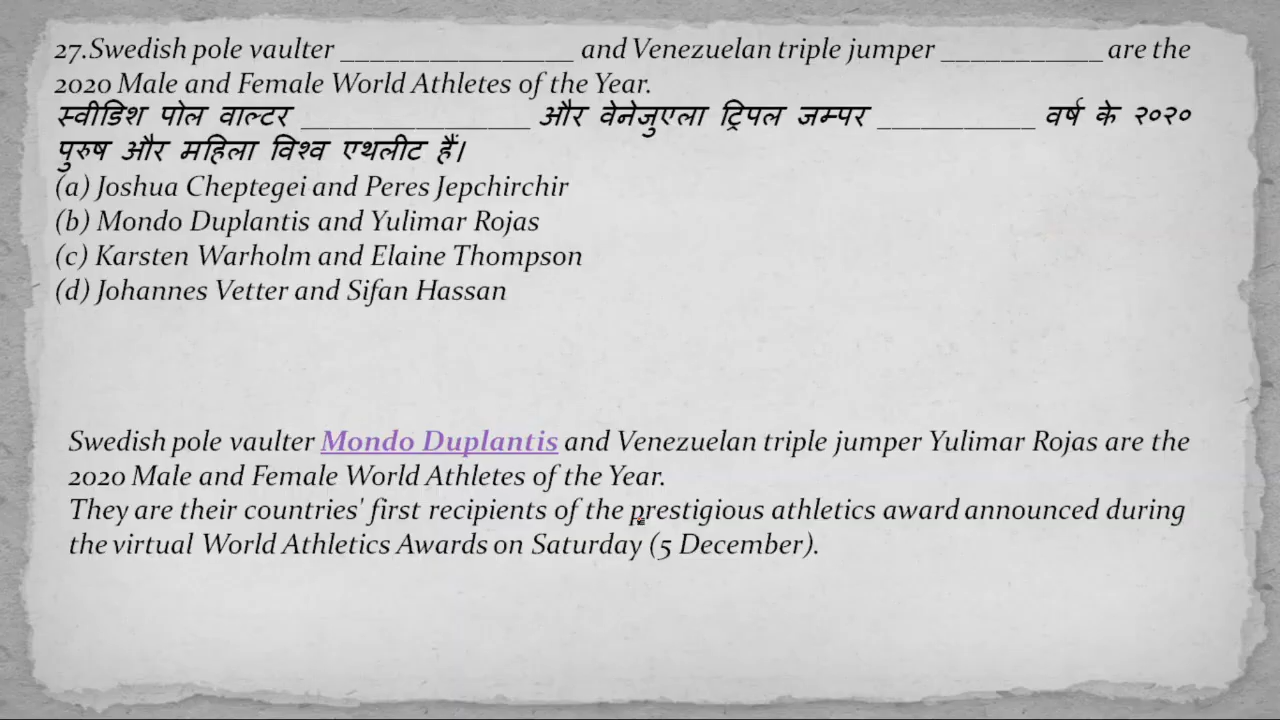 27.Swedish pole vaulter _________________ and Venezuelan triple jumper ____________ are the
2020 Male and Female World Athletes of the Year.
स्वीडिश पोल वाल्टर _________________ और वेनेजुएला ट्रिपल जम्पर ____________ वर्ष के २०२०
पुरुष और महिला विश्व एथलीट हैं।
(a) Joshua Cheptegei and Peres Jepchirchir
(b) Mondo Duplantis and Yulimar Rojas
(c) Karsten Warholm and Elaine Thompson
(d) Johannes Vetter and Sifan Hassan
Swedish pole vaulter Mondo Duplantis and Venezuelan triple jumper Yulimar Rojas are the
2020 Male and Female World Athletes of the Year.
They are their countries' first recipients of the prestigious athletics award announced during
the virtual World Athletics Awards on Saturday (5 December).